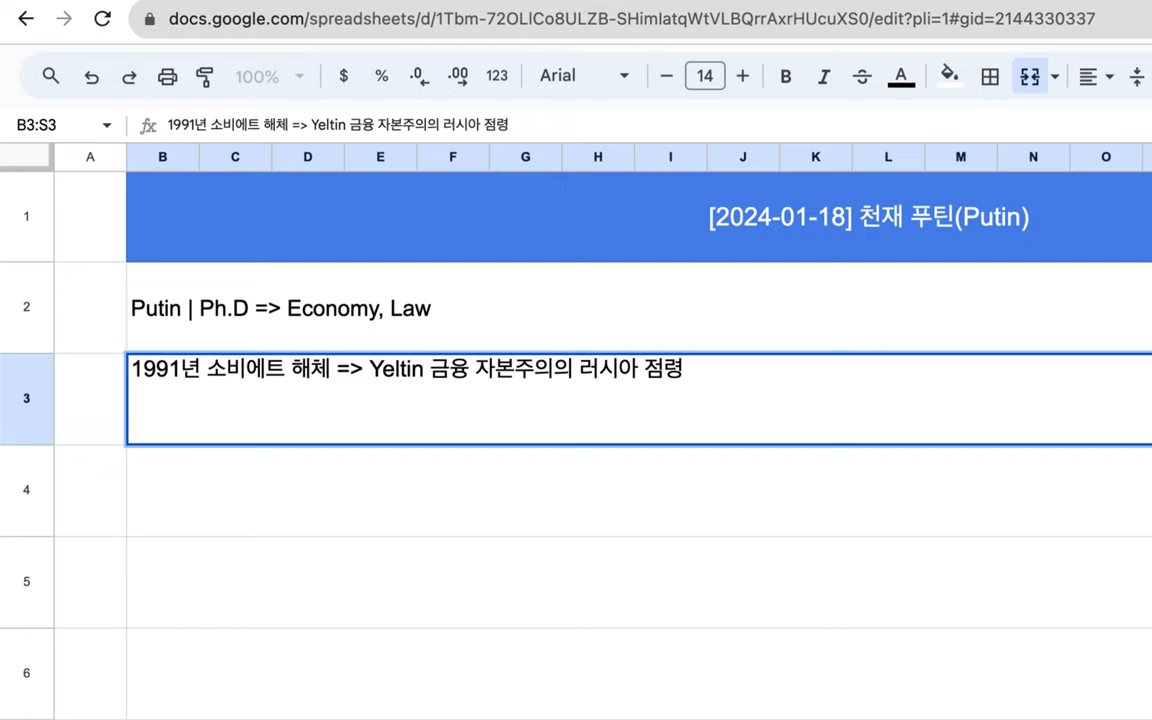 docs.google.com/spreadsheets/d/1Tbm-72OLlCo8ULZB-SHimIatqWtVLBQrrAxrHUcuXS0/edit?pli=1#gid=2144330337
100% $ % .0 .00 123 Arial 14 B I A
B3:S3 fx 1991년 소비에트 해체 => Yeltin 금융 자본주의의 러시아 점령
A B C D E F G H I J K L M N O
1 [2024-01-18] 천재 푸틴(Putin)
2 Putin | Ph.D => Economy, Law
3 1991년 소비에트 해체 => Yeltin 금융 자본주의의 러시아 점령
4
5
6